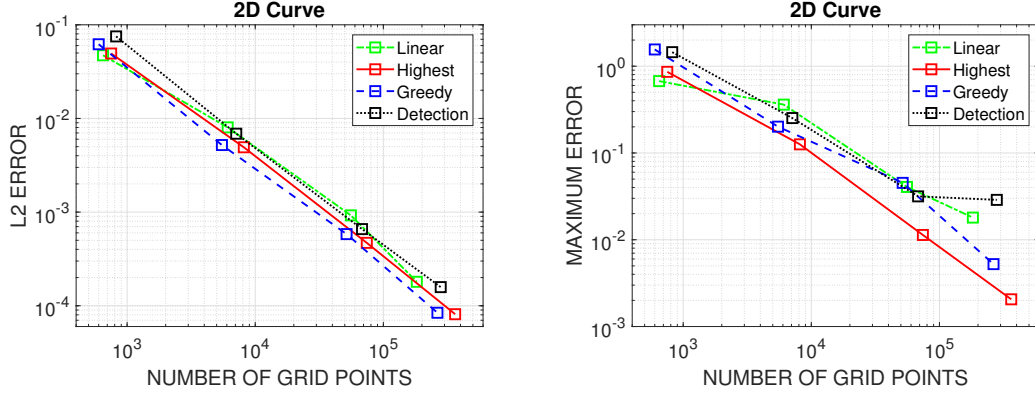 2D Curve
L2 ERROR
10^-1
10^-2
10^-3
10^-4
10^3
10^4
10^5
NUMBER OF GRID POINTS
Linear
Highest
Greedy
Detection
2D Curve
MAXIMUM ERROR
10^0
10^-1
10^-2
10^-3
10^3
10^4
10^5
NUMBER OF GRID POINTS
Linear
Highest
Greedy
Detection